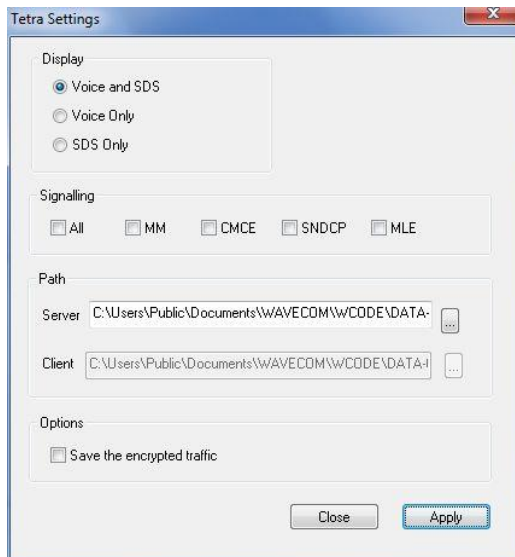 Tetra Settings
Display
Voice and SDS
Voice Only
SDS Only
Signalling
All MM CMCE SNDCP MLE
Path
Server C:\Users\Public\Documents\WAVECOM\WCODE\DATA- ...
Client C:\Users\Public\Documents\WAVECOM\WCODE\DATA- ...
Options
Save the encrypted traffic
Close Apply